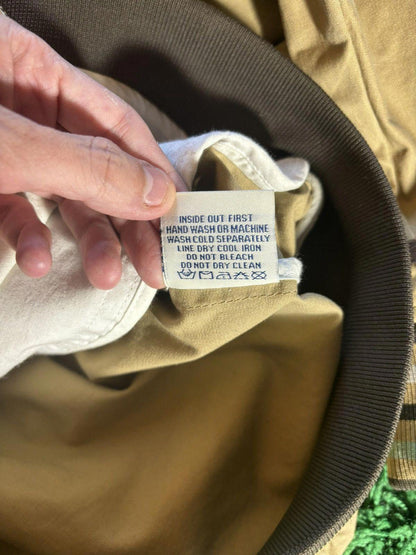 INSIDE OUT FIRST
HAND WASH OR MACHINE
WASH COLD SEPARATELY
LINE DRY COOL IRON
DO NOT BLEACH
DO NOT DRY CLEAN